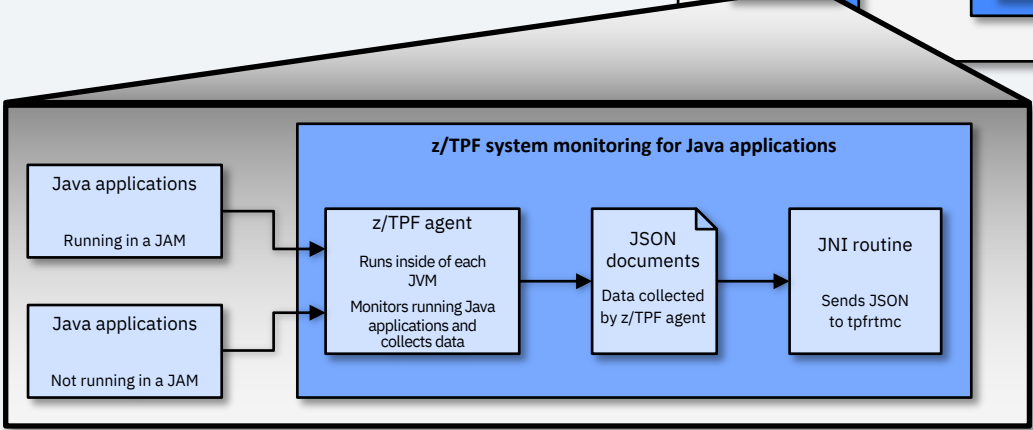 z/TPF system monitoring for Java applications
Java applications
Running in a JAM
Java applications
Not running in a JAM
z/TPF agent
Runs inside of each
JVM
Monitors running Java
applications and
collects data
JSON
documents
Data collected
by z/TPF agent
JNI routine
Sends JSON
to tpfrtmc